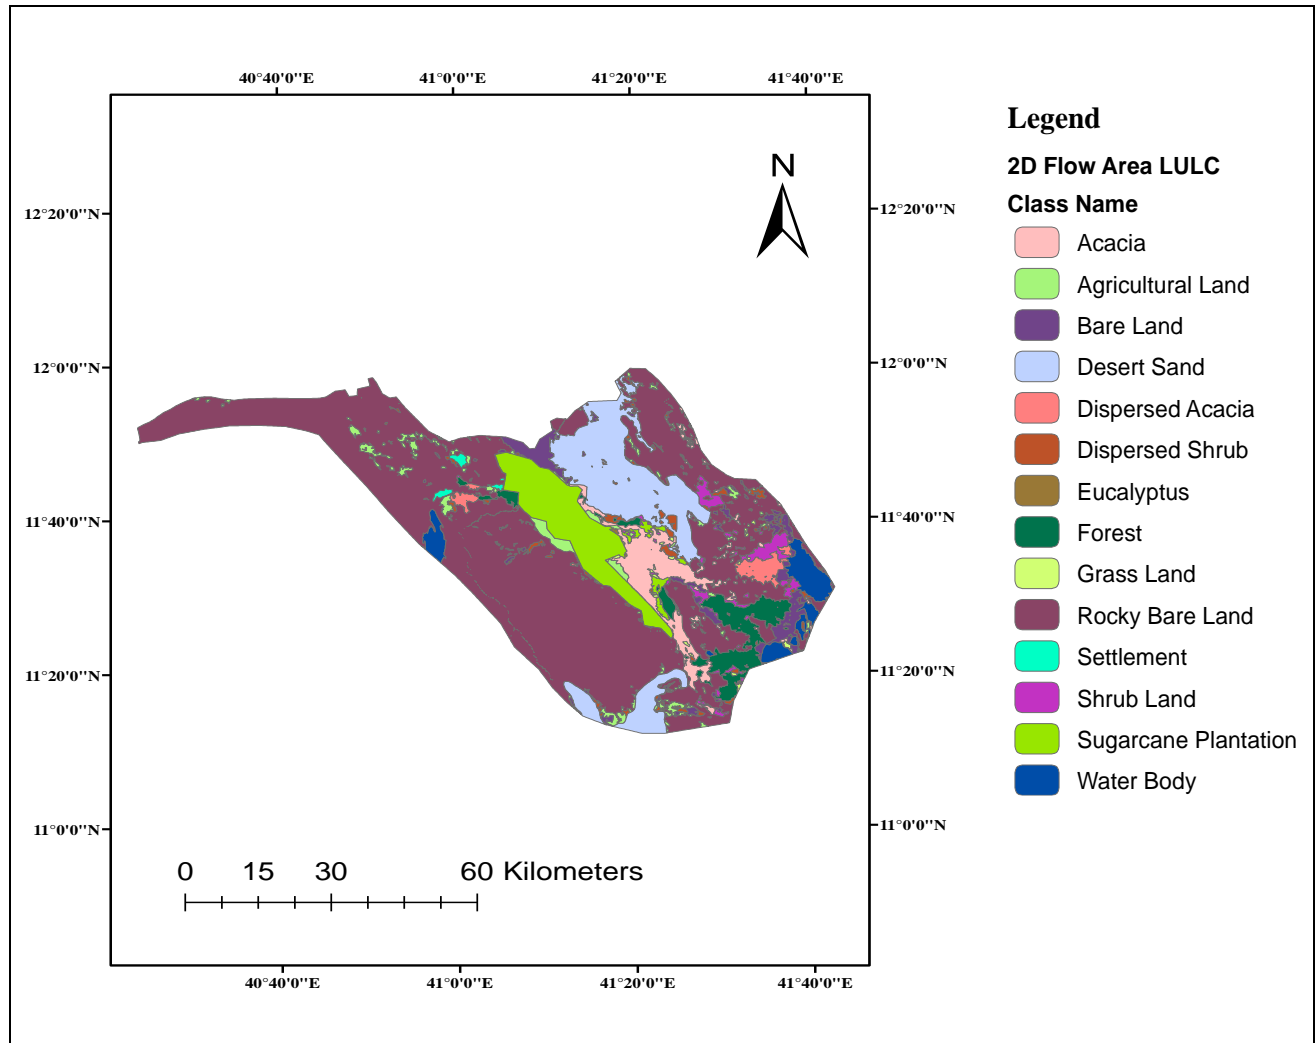 40°40'0"E 41°0'0"E 41°20'0"E 41°40'0"E
N
12°20'0"N 12°20'0"N
12°0'0"N 12°0'0"N
11°40'0"N 11°40'0"N
11°20'0"N 11°20'0"N
11°0'0"N 11°0'0"N
0 15 30 60 Kilometers
40°40'0"E 41°0'0"E 41°20'0"E 41°40'0"E
Legend
2D Flow Area LULC
Class Name
Acacia
Agricultural Land
Bare Land
Desert Sand
Dispersed Acacia
Dispersed Shrub
Eucalyptus
Forest
Grass Land
Rocky Bare Land
Settlement
Shrub Land
Sugarcane Plantation
Water Body